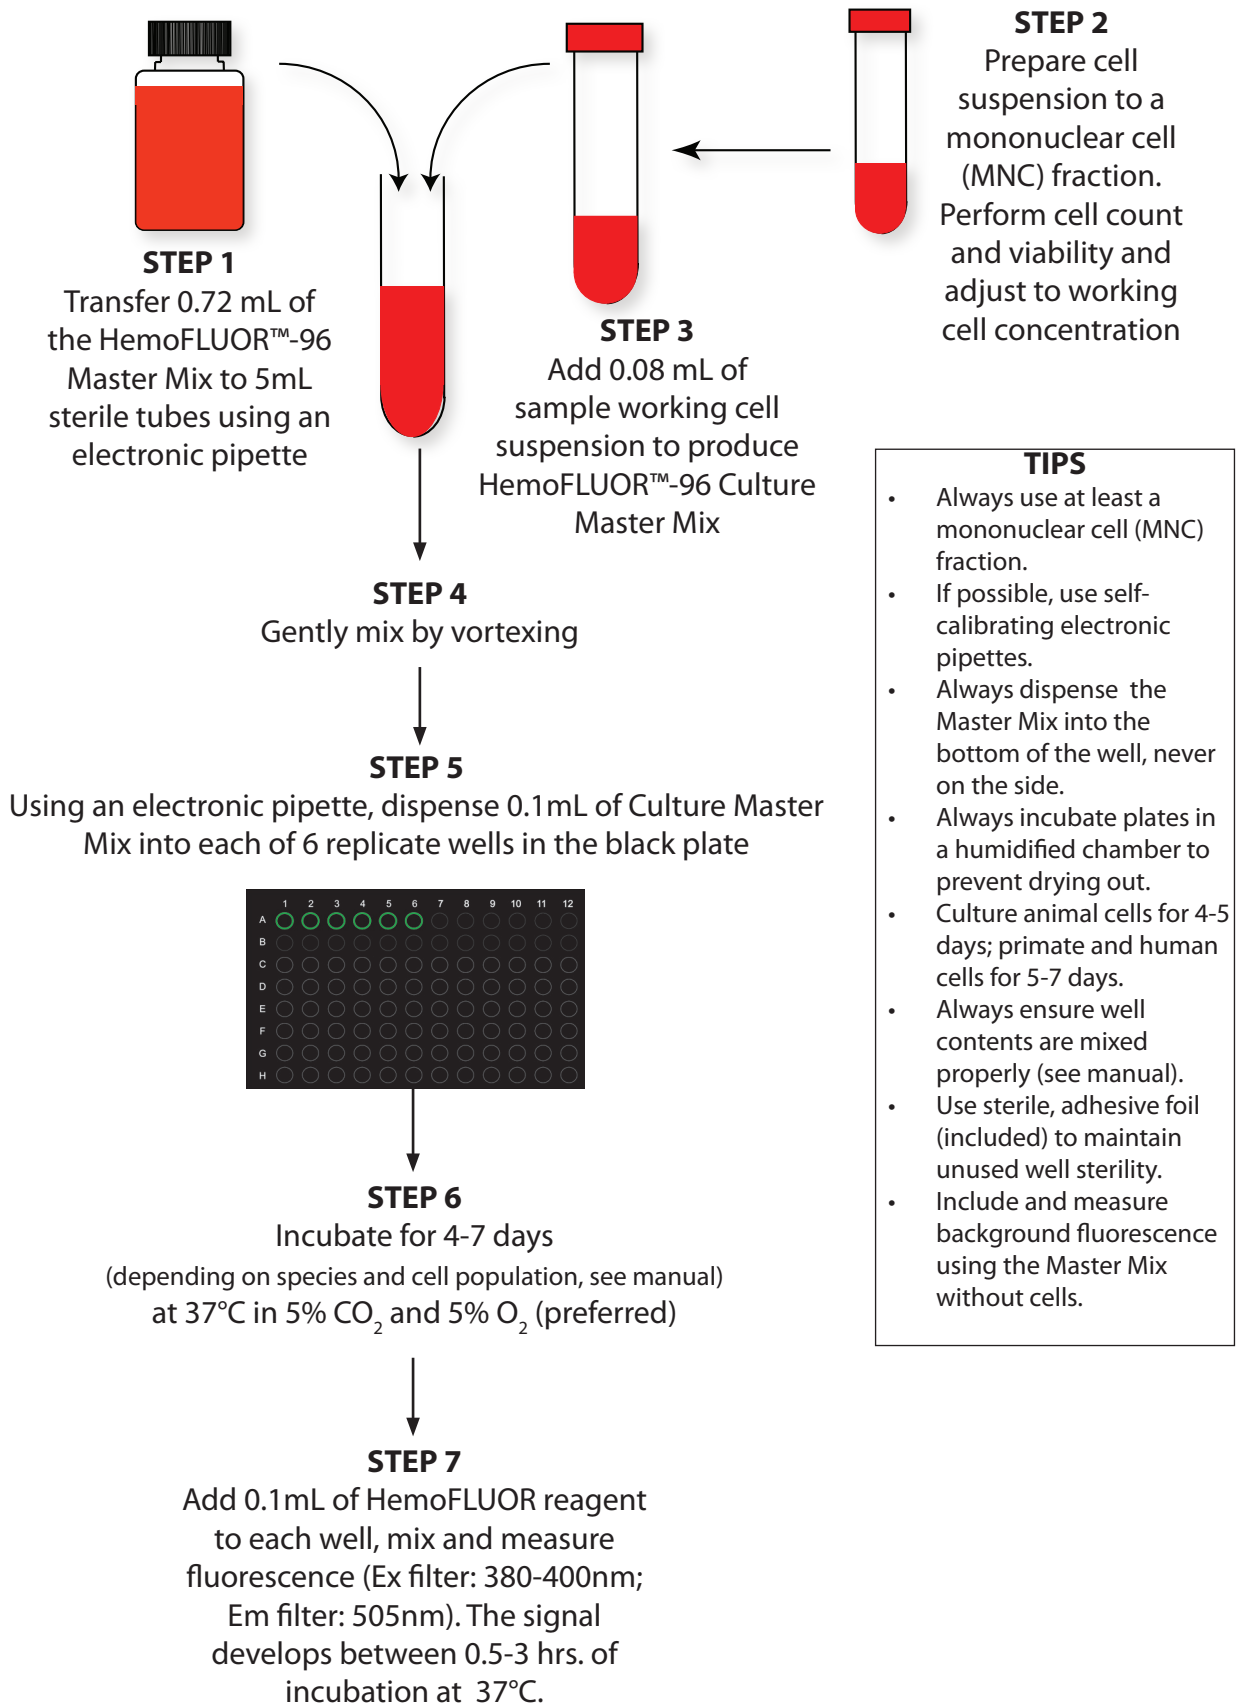 STEP 1
Transfer 0.72 mL of
the HemoFLUOR™-96
Master Mix to 5mL
sterile tubes using an
electronic pipette
STEP 2
Prepare cell
suspension to a
mononuclear cell
(MNC) fraction.
Perform cell count
and viability and
adjust to working
cell concentration
STEP 3
Add 0.08 mL of
sample working cell
suspension to produce
HemoFLUOR™-96 Culture
Master Mix
STEP 4
Gently mix by vortexing
STEP 5
Using an electronic pipette, dispense 0.1mL of Culture Master
Mix into each of 6 replicate wells in the black plate
1 2 3 4 5 6 7 8 9 10 11 12
A
B
C
D
E
F
G
H
STEP 6
Incubate for 4-7 days
(depending on species and cell population, see manual)
at 37°C in 5% CO2 and 5% O2 (preferred)
STEP 7
Add 0.1mL of HemoFLUOR reagent
to each well, mix and measure
fluorescence (Ex filter: 380-400nm;
Em filter: 505nm). The signal
develops between 0.5-3 hrs. of
incubation at 37°C.
TIPS
• Always use at least a
mononuclear cell (MNC)
fraction.
• If possible, use self-
calibrating electronic
pipettes.
• Always dispense the
Master Mix into the
bottom of the well, never
on the side.
• Always incubate plates in
a humidified chamber to
prevent drying out.
• Culture animal cells for 4-5
days; primate and human
cells for 5-7 days.
• Always ensure well
contents are mixed
properly (see manual).
• Use sterile, adhesive foil
(included) to maintain
unused well sterility.
• Include and measure
background fluorescence
using the Master Mix
without cells.